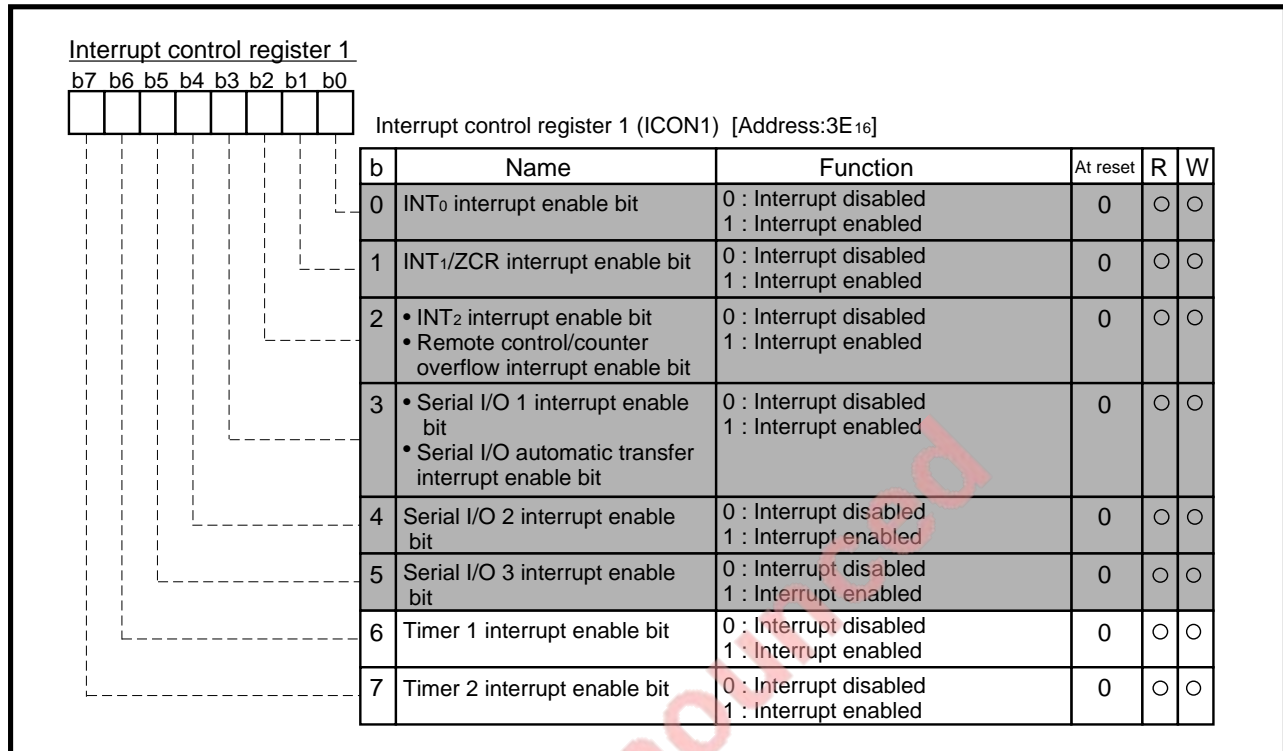 Interrupt control register 1
b7 b6 b5 b4 b3 b2 b1 b0
Interrupt control register 1 (ICON1) [Address:3E16]
b Name Function At reset R W
0 INT0 interrupt enable bit 0 : Interrupt disabled 0 ○ ○
1 : Interrupt enabled
1 INT1/ZCR interrupt enable bit 0 : Interrupt disabled 0 ○ ○
1 : Interrupt enabled
2 • INT2 interrupt enable bit 0 : Interrupt disabled 0 ○ ○
• Remote control/counter 1 : Interrupt enabled
overflow interrupt enable bit
3 • Serial I/O 1 interrupt enable 0 : Interrupt disabled 0 ○ ○
bit 1 : Interrupt enabled
• Serial I/O automatic transfer
interrupt enable bit
4 Serial I/O 2 interrupt enable 0 : Interrupt disabled 0 ○ ○
bit 1 : Interrupt enabled
5 Serial I/O 3 interrupt enable 0 : Interrupt disabled 0 ○ ○
bit 1 : Interrupt enabled
6 Timer 1 interrupt enable bit 0 : Interrupt disabled 0 ○ ○
1 : Interrupt enabled
7 Timer 2 interrupt enable bit 0 : Interrupt disabled 0 ○ ○
1 : Interrupt enabled
ounced